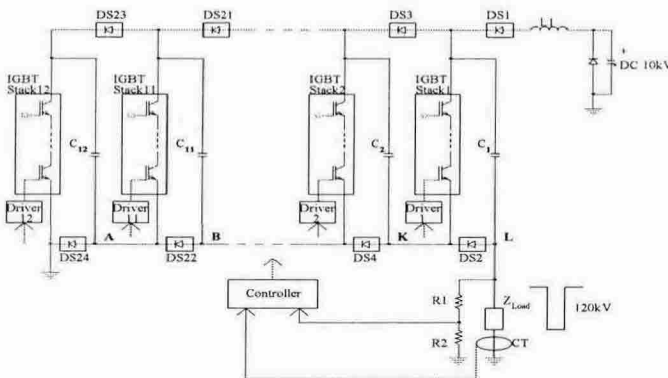 DS23
DS21
DS3
DS1
L1
+
DC 10kV
IGBT
Stack12
IGBT
Stack11
IGBT
Stack2
IGBT
Stack1
C12
C11
C2
C1
Driver
12
Driver
11
Driver
2
Driver
1
A
B
K
L
DS24
DS22
DS4
DS2
Controller
R1
R2
ZLoad
CT
120kV